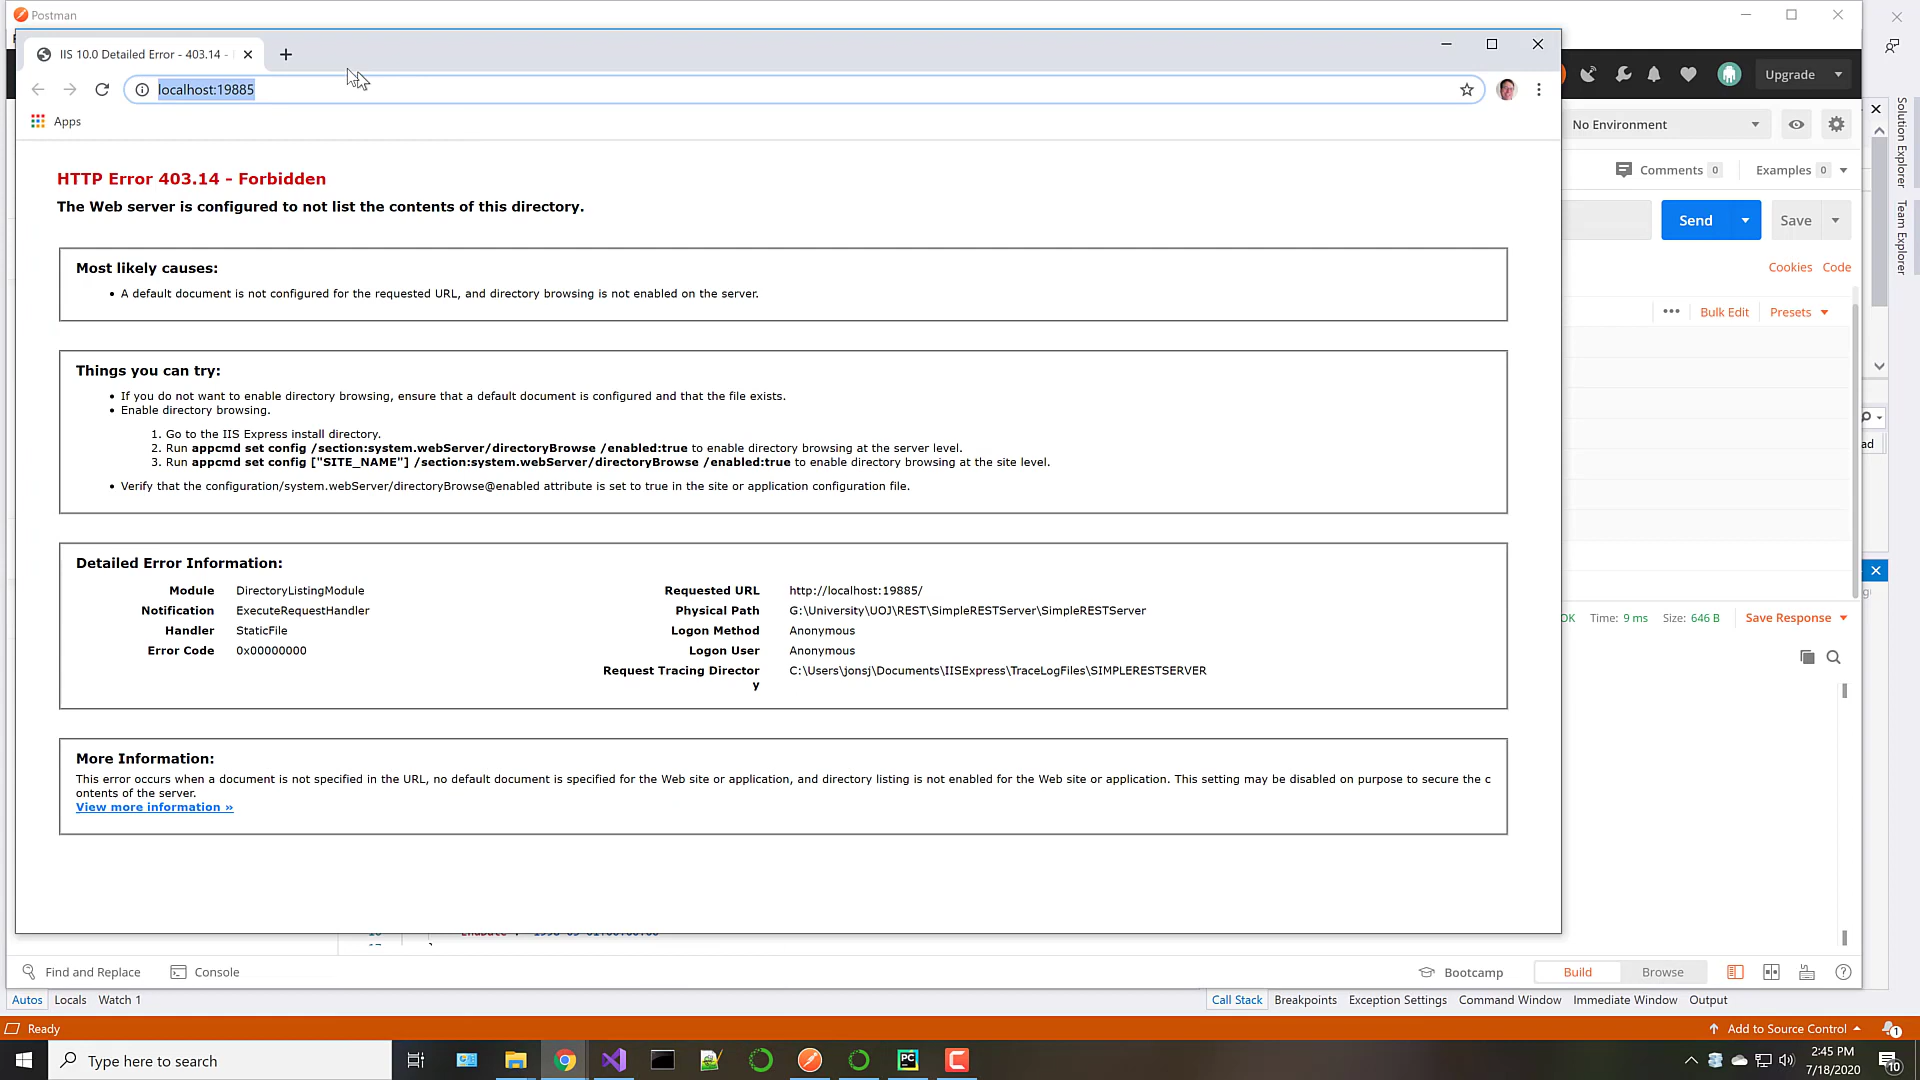 Postman
IIS 10.0 Detailed Error - 403.14 -
localhost:19885
Apps
Upgrade
No Environment
Comments 0
Examples 0
Send
Save
Cookies Code
Bulk Edit Presets
HTTP Error 403.14 - Forbidden
The Web server is configured to not list the contents of this directory.
Most likely causes:
• A default document is not configured for the requested URL, and directory browsing is not enabled on the server.
Things you can try:
• If you do not want to enable directory browsing, ensure that a default document is configured and that the file exists.
• Enable directory browsing.
1. Go to the IIS Express install directory.
2. Run appcmd set config /section:system.webServer/directoryBrowse /enabled:true to enable directory browsing at the server level.
3. Run appcmd set config ["SITE_NAME"] /section:system.webServer/directoryBrowse /enabled:true to enable directory browsing at the site level.
• Verify that the configuration/system.webServer/directoryBrowse@enabled attribute is set to true in the site or application configuration file.
Detailed Error Information:
Module DirectoryListingModule
Notification ExecuteRequestHandler
Handler StaticFile
Error Code 0x00000000
Requested URL http://localhost:19885/
Physical Path G:\University\UOJ\REST\SimpleRESTServer\SimpleRESTServer
Logon Method Anonymous
Logon User Anonymous
Request Tracing Director
y
C:\Users\jonsj\Documents\IISExpress\TraceLogFiles\SIMPLERESTSERVER
More Information:
This error occurs when a document is not specified in the URL, no default document is specified for the Web site or application, and directory listing is not enabled for the Web site or application. This setting may be disabled on purpose to secure the c
ontents of the server.
View more information »
OK Time: 9 ms Size: 646 B Save Response
Solution Explorer
Team Explorer
ad
Find and Replace Console
Bootcamp Build Browse
Autos Locals Watch 1
Call Stack Breakpoints Exception Settings Command Window Immediate Window Output
Ready
Add to Source Control
1
Type here to search
PC
2:45 PM
7/18/2020
10